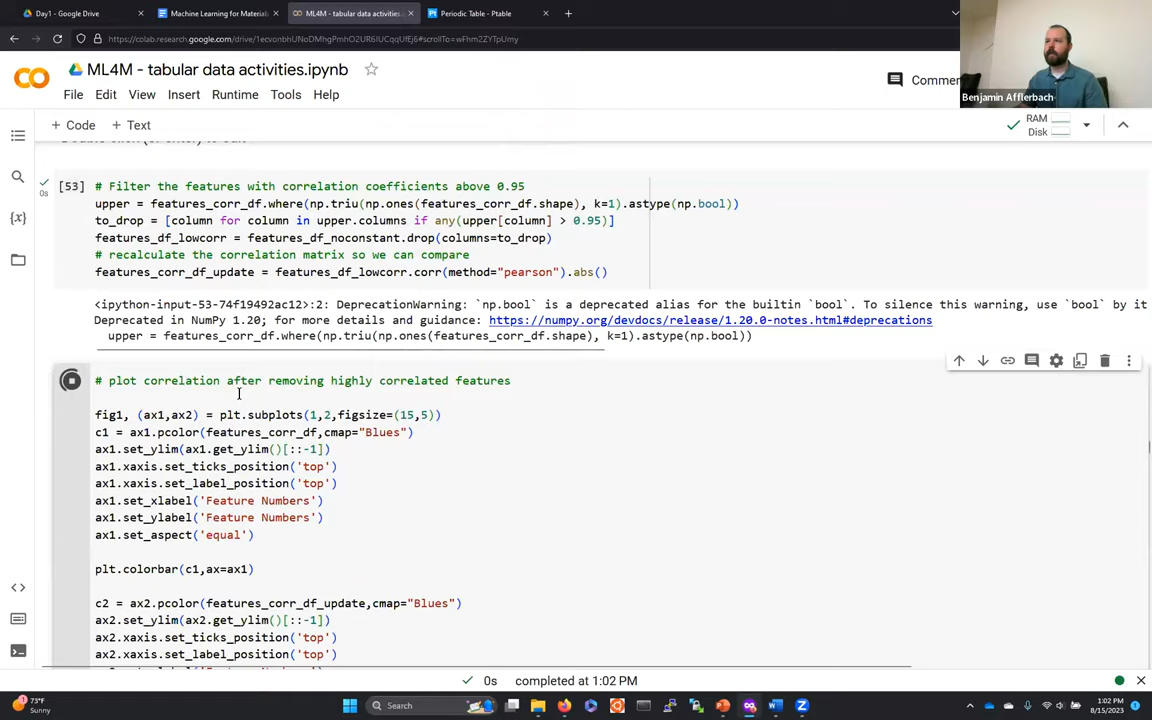 Day1 - Google Drive
Machine Learning for Materials
ML4M - tabular data activities.
Periodic Table - Ptable
https://colab.research.google.com/drive/1ecvonbhUNoDMhgPmhO2UR6IUCqqUfEj6#scrollTo=wFhm2ZYTpUmy
ML4M - tabular data activities.ipynb
File Edit View Insert Runtime Tools Help
Comme
Benjamin Afflerbach
+ Code + Text
RAM
Disk
[53]
0s
# Filter the features with correlation coefficients above 0.95
upper = features_corr_df.where(np.triu(np.ones(features_corr_df.shape), k=1).astype(np.bool))
to_drop = [column for column in upper.columns if any(upper[column] > 0.95)]
features_df_lowcorr = features_df_noconstant.drop(columns=to_drop)
# recalculate the correlation matrix so we can compare
features_corr_df_update = features_df_lowcorr.corr(method="pearson").abs()
<ipython-input-53-74f19492ac12>:2: DeprecationWarning: `np.bool` is a deprecated alias for the builtin `bool`. To silence this warning, use `bool` by it
Deprecated in NumPy 1.20; for more details and guidance: https://numpy.org/devdocs/release/1.20.0-notes.html#deprecations
upper = features_corr_df.where(np.triu(np.ones(features_corr_df.shape), k=1).astype(np.bool))
# plot correlation after removing highly correlated features
fig1, (ax1,ax2) = plt.subplots(1,2,figsize=(15,5))
c1 = ax1.pcolor(features_corr_df,cmap="Blues")
ax1.set_ylim(ax1.get_ylim()[::-1])
ax1.xaxis.set_ticks_position('top')
ax1.xaxis.set_label_position('top')
ax1.set_xlabel('Feature Numbers')
ax1.set_ylabel('Feature Numbers')
ax1.set_aspect('equal')
plt.colorbar(c1,ax=ax1)
c2 = ax2.pcolor(features_corr_df_update,cmap="Blues")
ax2.set_ylim(ax2.get_ylim()[::-1])
ax2.xaxis.set_ticks_position('top')
ax2.xaxis.set_label_position('top')
0s completed at 1:02 PM
73°F
Sunny
Search
1:02 PM
8/15/2023